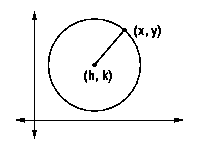 (x, y)
(h, k)